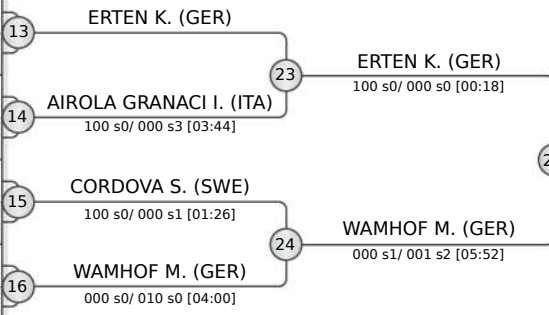 ERTEN K. (GER)
13
23
ERTEN K. (GER)
100 s0/ 000 s0 [00:18]
AIROLA GRANACI I. (ITA)
14
100 s0/ 000 s3 [03:44]
CORDOVA S. (SWE)
15
100 s0/ 000 s1 [01:26]
24
WAMHOF M. (GER)
000 s1/ 001 s2 [05:52]
WAMHOF M. (GER)
16
000 s0/ 010 s0 [04:00]